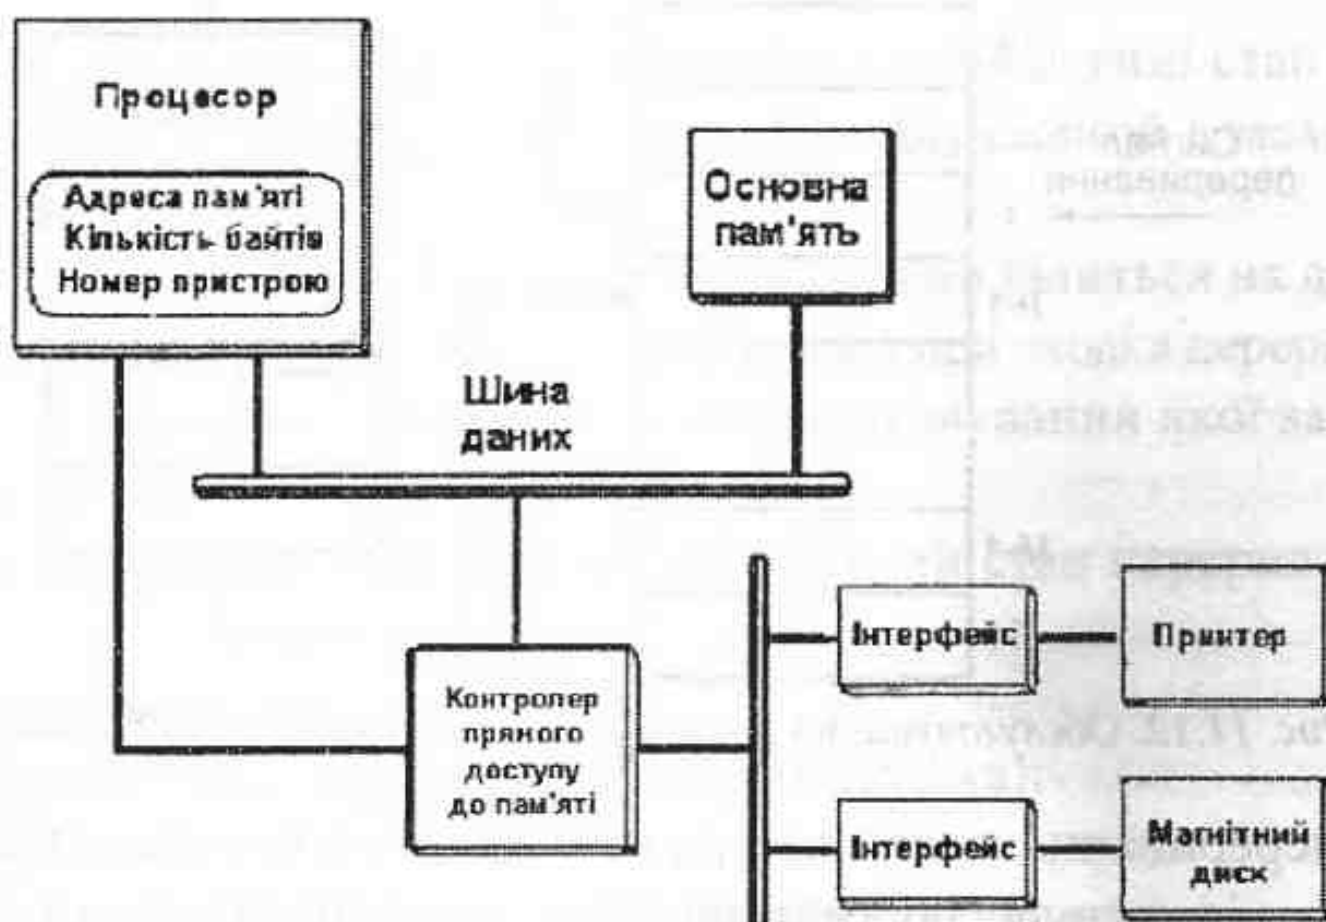 Процесор
Адреса пам'яті
Кількість байтів
Номер пристрою
Основна
пам'ять
Шина
даних
Контролер
прямого
доступу
до пам'яті
Інтерфейс
Принтер
Інтерфейс
Магнітний
диск